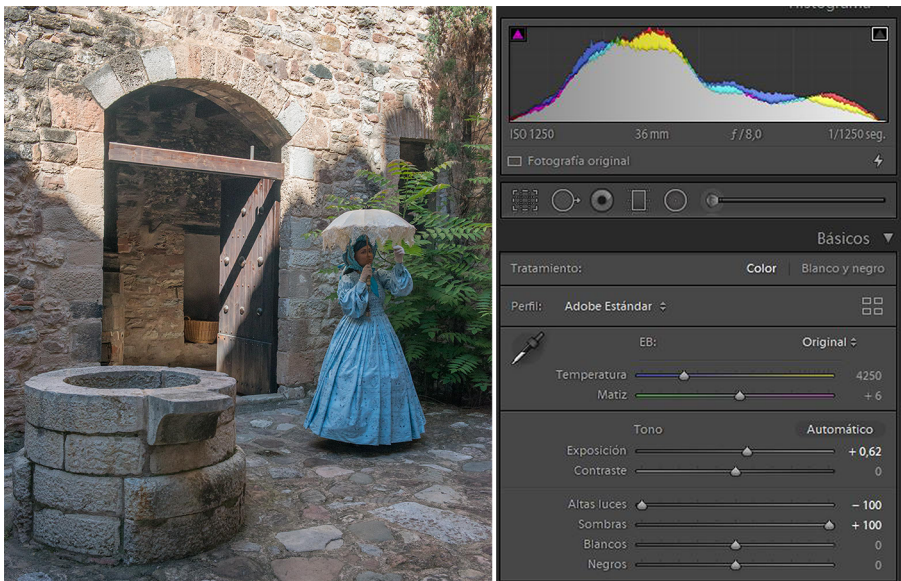 Histograma
ISO 1250 36 mm ƒ / 8,0 1/1250 seg.
Fotografía original
Básicos
Tratamiento: Color Blanco y negro
Perfil: Adobe Estándar
EB: Original
Temperatura 4250
Matiz + 6
Tono Automático
Exposición + 0,62
Contraste 0
Altas luces – 100
Sombras + 100
Blancos 0
Negros 0